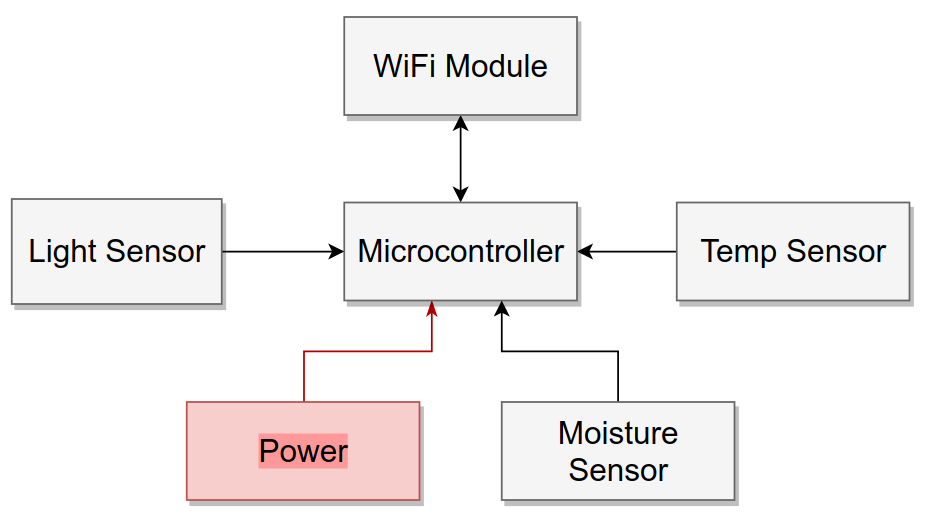 WiFi Module
Light Sensor
Microcontroller
Temp Sensor
Power
Moisture
Sensor